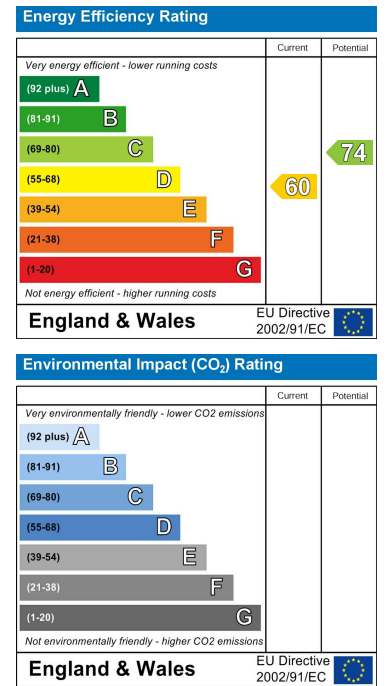 Energy Efficiency Rating
Current Potential
Very energy efficient - lower running costs
(92 plus) A
(81-91) B
(69-80) C
74
(55-68) D
60
(39-54) E
(21-38) F
(1-20) G
Not energy efficient - higher running costs
England & Wales
EU Directive
2002/91/EC
Environmental Impact (CO₂) Rating
Current Potential
Very environmentally friendly - lower CO2 emissions
(92 plus) A
(81-91) B
(69-80) C
(55-68) D
(39-54) E
(21-38) F
(1-20) G
Not environmentally friendly - higher CO2 emissions
England & Wales
EU Directive
2002/91/EC